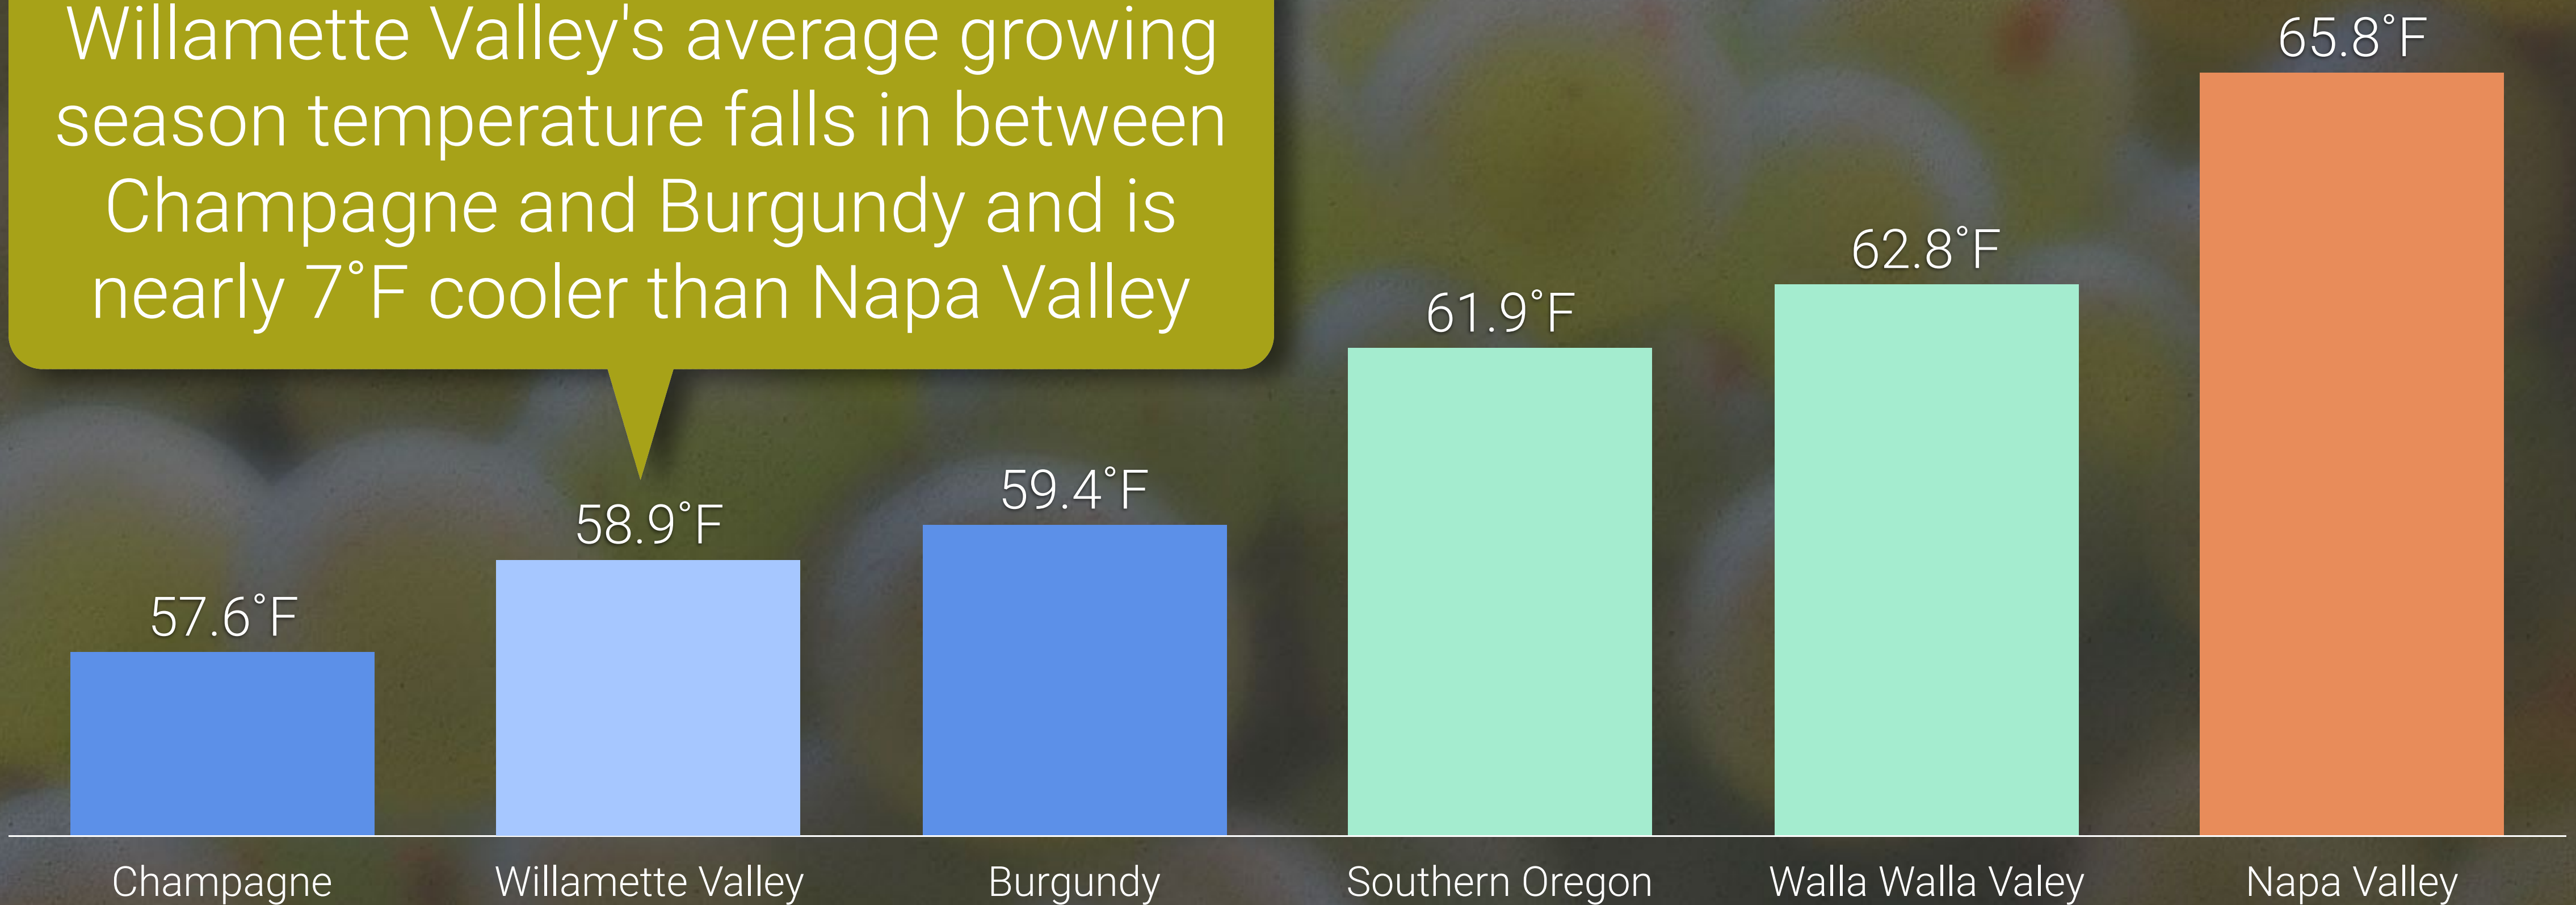 Willamette Valley's average growing
season temperature falls in between
Champagne and Burgundy and is
nearly 7˚F cooler than Napa Valley
57.6˚F
58.9˚F
59.4˚F
61.9˚F
62.8˚F
65.8˚F
Champagne
Willamette Valley
Burgundy
Southern Oregon
Walla Walla Valey
Napa Valley